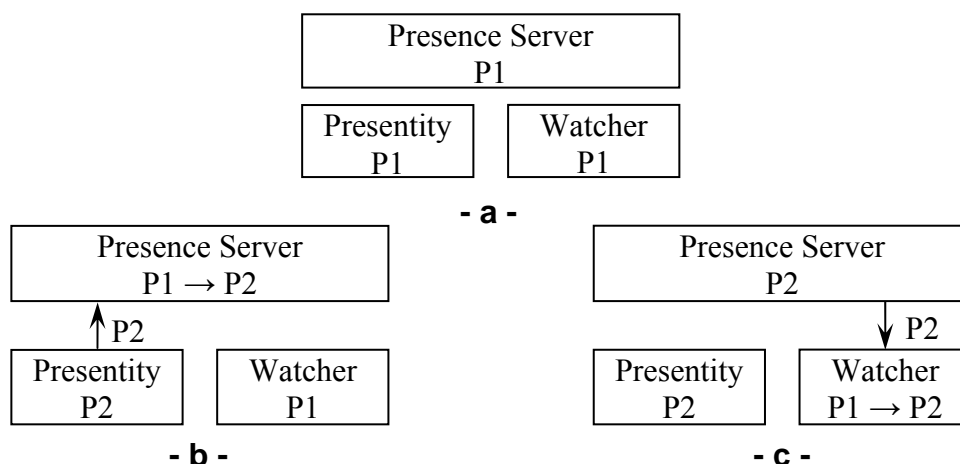 Presence Server
P1
Presentity
P1
Watcher
P1
- a -
Presence Server
P1 → P2
P2
Presentity
P2
Watcher
P1
- b -
Presence Server
P2
P2
Presentity
P2
Watcher
P1 → P2
- c -